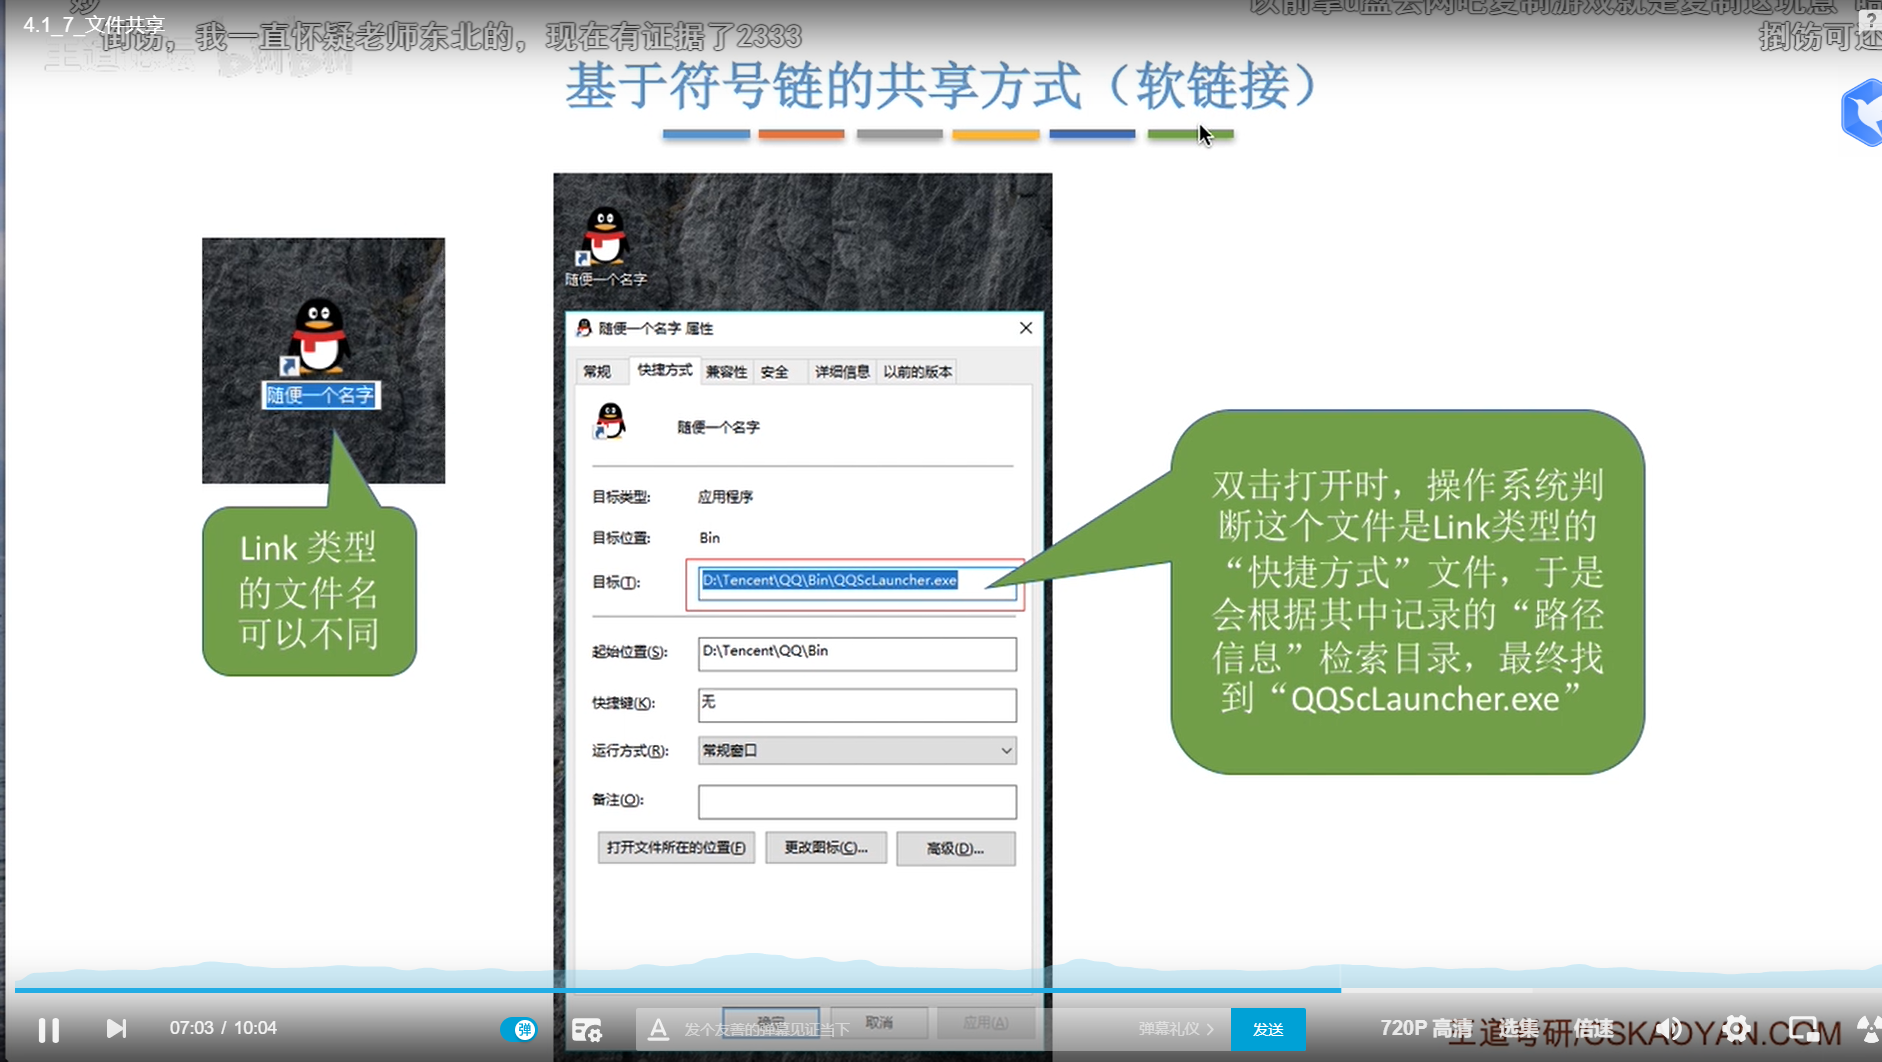 4.1_7_文件共享
倒饬，我一直怀疑老师东北的，现在有证据了2333
以前拿u盘去网吧复制游戏就是复制这玩意
捯饬可还
基于符号链的共享方式（软链接）
随便一个名字
Link 类型
的文件名
可以不同
随便一个名字
随便一个名字 属性
常规 快捷方式 兼容性 安全 详细信息 以前的版本
随便一个名字
目标类型: 应用程序
目标位置: Bin
目标(T): D:\Tencent\QQ\Bin\QQScLauncher.exe
起始位置(S): D:\Tencent\QQ\Bin
快捷键(K): 无
运行方式(R): 常规窗口
备注(O):
打开文件所在的位置(F) 更改图标(C)... 高级(D)...
确定 取消 应用(A)
双击打开时，操作系统判
断这个文件是Link类型的
“快捷方式”文件，于是
会根据其中记录的“路径
信息”检索目录，最终找
到“QQScLauncher.exe”
07:03 / 10:04
弹
发个友善的弹幕见证当下
弹幕礼仪
发送
720P 高清 选集 倍速
王道考研/CSKAOYAN.COM